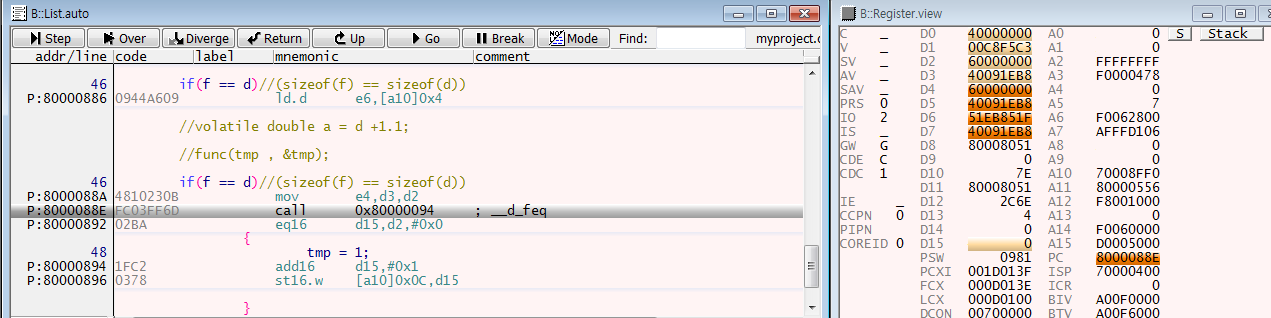 B::List.auto
Step Over Diverge Return Up Go Break Mode Find: myproject.c
addr/line code label mnemonic comment
46 if(f == d)//(sizeof(f) == sizeof(d))
P:80000886 0944A609 ld.d e6,[a10]0x4
//volatile double a = d +1.1;
//func(tmp , &tmp);
46 if(f == d)//(sizeof(f) == sizeof(d))
P:8000088A 4810230B mov e4,d3,d2
P:8000088E FC03FF6D call 0x80000094 ; __d_feq
P:80000892 02BA eq16 d15,d2,#0x0
{
48 tmp = 1;
P:80000894 1FC2 add16 d15,#0x1
P:80000896 0378 st16.w [a10]0x0C,d15
}
B::Register.view
C _ D0 40000000 A0 0 S Stack
V _ D1 00C8F5C3 A1 0
SV _ D2 60000000 A2 FFFFFFFF
AV _ D3 40091EB8 A3 F0000478
SAV _ D4 60000000 A4 0
PRS 0 D5 40091EB8 A5 7
IO 2 D6 51EB851F A6 F0062800
IS _ D7 40091EB8 A7 AFFFD106
GW G D8 80008051 A8 0
CDE C D9 0 A9 0
CDC 1 D10 7E A10 70008FF0
D11 80008051 A11 80000556
IE _ D12 2C6E A12 F8001000
CCPN 0 D13 4 A13 0
PIPN D14 0 A14 F0060000
COREID 0 D15 0 A15 D0005000
PSW 0981 PC 8000088E
PCXI 001D013F ISP 70000400
FCX 000D013E ICR 0
LCX 000D0100 BIV A00F0000
DCON 00700000 BTV A00F6000